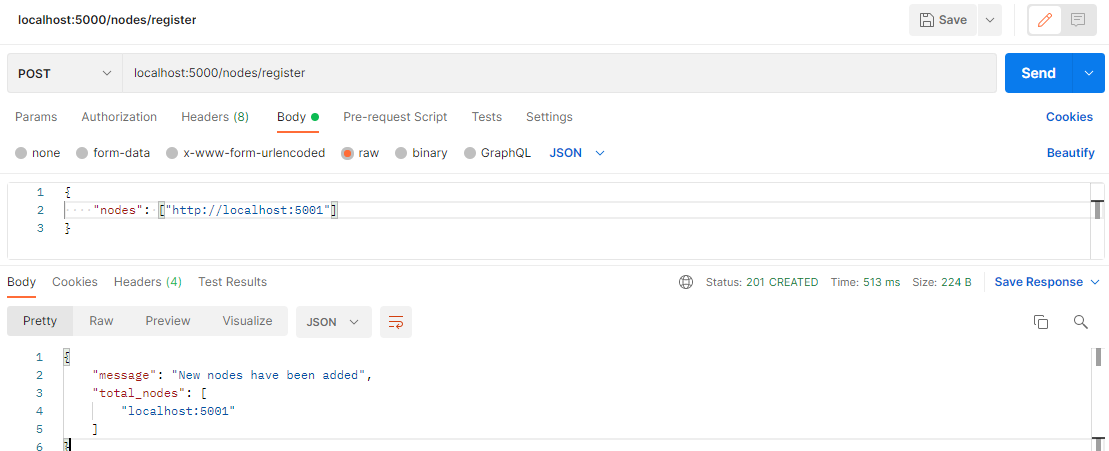 localhost:5000/nodes/register
Save
POST
localhost:5000/nodes/register
Send
Params Authorization Headers (8) Body Pre-request Script Tests Settings Cookies
none form-data x-www-form-urlencoded raw binary GraphQL JSON Beautify
1 {
2 "nodes": ["http://localhost:5001"]
3 }
Body Cookies Headers (4) Test Results Status: 201 CREATED Time: 513 ms Size: 224 B Save Response
Pretty Raw Preview Visualize JSON
1 {
2 "message": "New nodes have been added",
3 "total_nodes": [
4 "localhost:5001"
5 ]
6 }